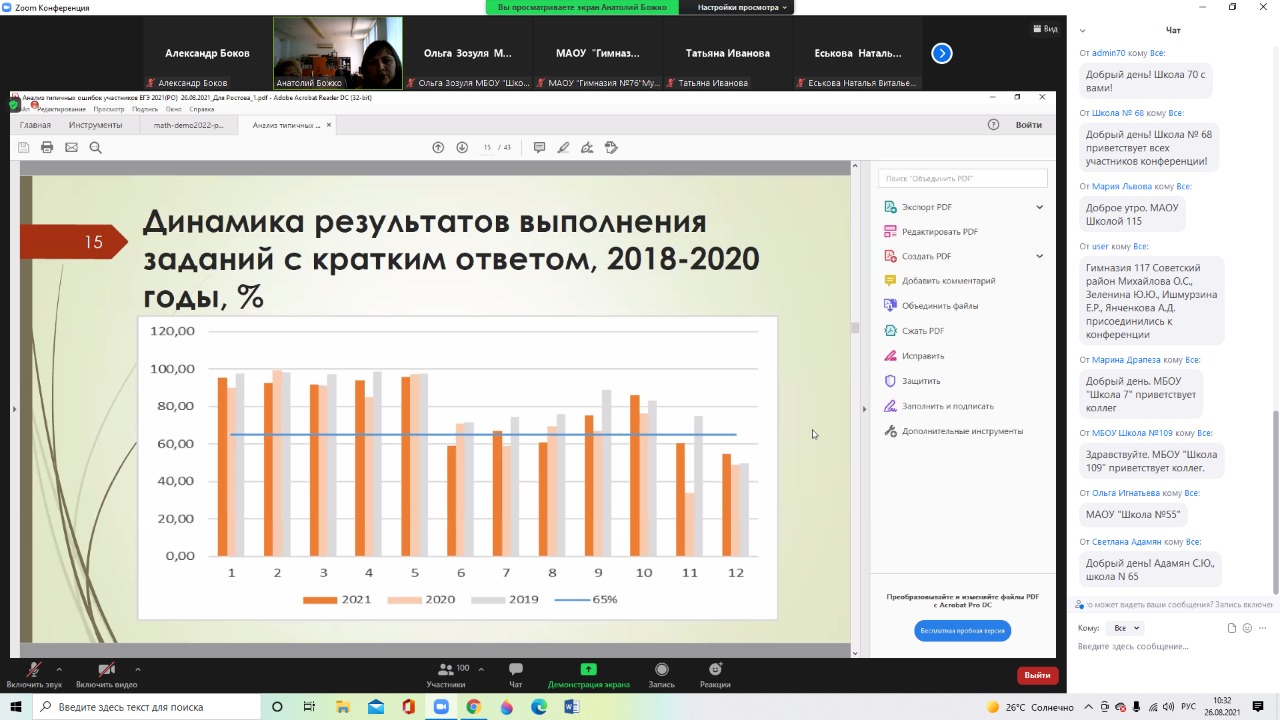 Zoom Конференция
Вы просматриваете экран Анатолий Божко
Настройки просмотра
Вид
Александр Боков
Ольга Зозуля М...
МАОУ "Гимназ...
Татьяна Иванова
Еськова Наталь...
Александр Боков
Анатолий Божко
Ольга Зозуля МБОУ "Шко...
МАОУ "Гимназия №76"Му...
Татьяна Иванова
Еськова Наталья Виталье...
Анализ типичных ошибок участников ЕГЭ 2021(РО) 26.08.2021_Для Ростова_1.pdf - Adobe Acrobat Reader DC (32-bit)
Редактирование Просмотр Подпись Окно Справка
Главная Инструменты math-demo2022-p... Анализ типичных ... ×
Войти
15 / 43
15
Динамика результатов выполнения
заданий с кратким ответом, 2018-2020
годы, %
120,00
100,00
80,00
60,00
40,00
20,00
0,00
1 2 3 4 5 6 7 8 9 10 11 12
2021 2020 2019 65%
Поиск "Объединить PDF"
Экспорт PDF
Редактировать PDF
Создать PDF
Добавить комментарий
Объединить файлы
Сжать PDF
Исправить
Защитить
Заполнить и подписать
Дополнительные инструменты
Преобразовывайте и изменяйте файлы PDF
с Acrobat Pro DC
Бесплатная пробная версия
Чат
От admin70 кому Все:
Добрый день! Школа 70 с
вами!
От Школа № 68 кому Все:
Добрый день! Школа № 68
приветствует всех
участников конференции!
От Мария Львова кому Все:
Доброе утро. МАОУ
Школой 115
От user кому Все:
Гимназия 117 Советский
район Михайлова О.С.,
Зеленина Ю.Ю., Ишмурзина
Е.Р., Янченкова А.Д.
присоединились к
конференции
От Марина Драпеза кому Все:
Добрый день. МБОУ
"Школа 7" приветствует
коллег
От МБОУ Школа №109 кому Все:
Здравствуйте. МБОУ "Школа
109" приветствует коллег.
От Ольга Игнатьева кому Все:
МАОУ "Школа №55"
От Светлана Адамян кому Все:
Добрый день! Адамян С.Ю.,
школа N 65
то может видеть ваши сообщения? Запись включен
Кому: Все
Введите здесь сообщение...
Включить звук
Включить видео
100
Участники
Чат
Демонстрация экрана
Запись
Реакции
Выйти
Введите здесь текст для поиска
26°C Солнечно
РУС
10:32
26.08.2021